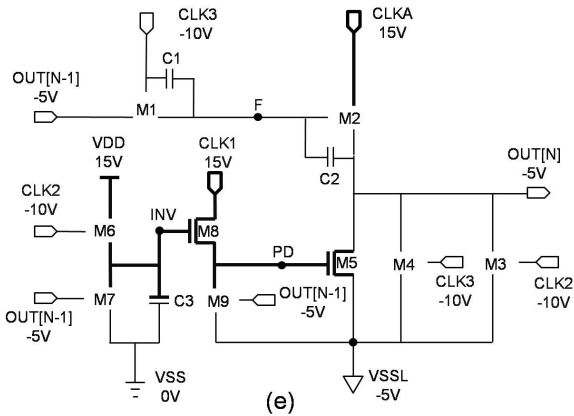 CLK3
-10V
C1
OUT[N-1]
-5V
M1
F
CLKA
15V
M2
C2
OUT[N]
-5V
VDD
15V
CLK1
15V
CLK2
-10V
M6
INV
M8
PD
M5
M4
M3
CLK3
-10V
CLK2
-10V
OUT[N-1]
-5V
M7
C3
M9
OUT[N-1]
-5V
VSS
0V
VSSL
-5V
(e)